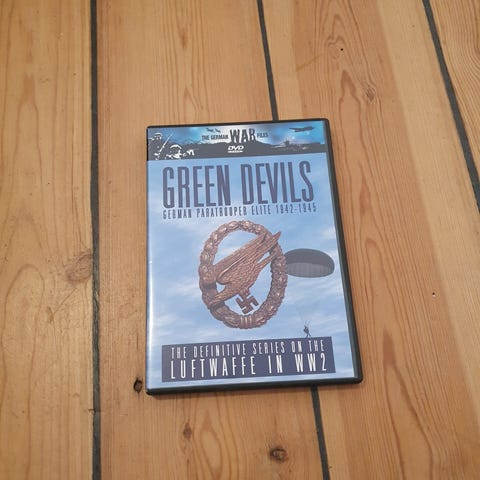 THE GERMAN WAR FILES
DVD
GREEN DEVILS
GERMAN PARATROOPER ELITE 1942-1945
THE DEFINITIVE SERIES ON THE
LUFTWAFFE IN WW2